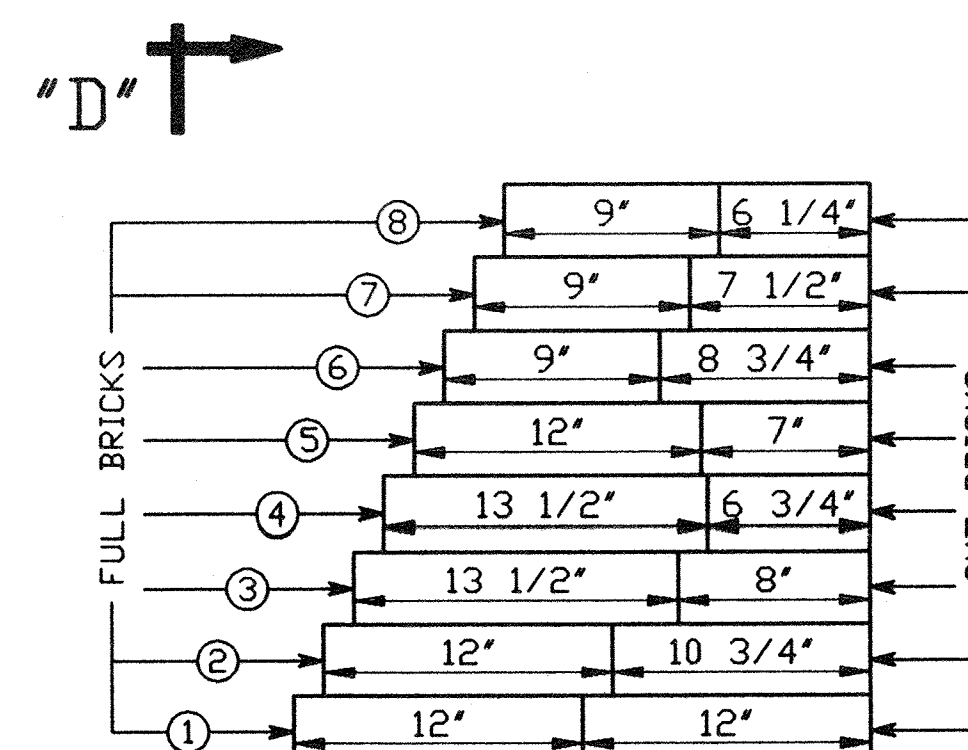 "D"
8 9" 6 1/4"
7 9" 7 1/2"
6 9" 8 3/4"
5 12" 7"
4 13 1/2" 6 3/4"
3 13 1/2" 8"
2 12" 10 3/4"
1 12" 12"
FULL BRICKS